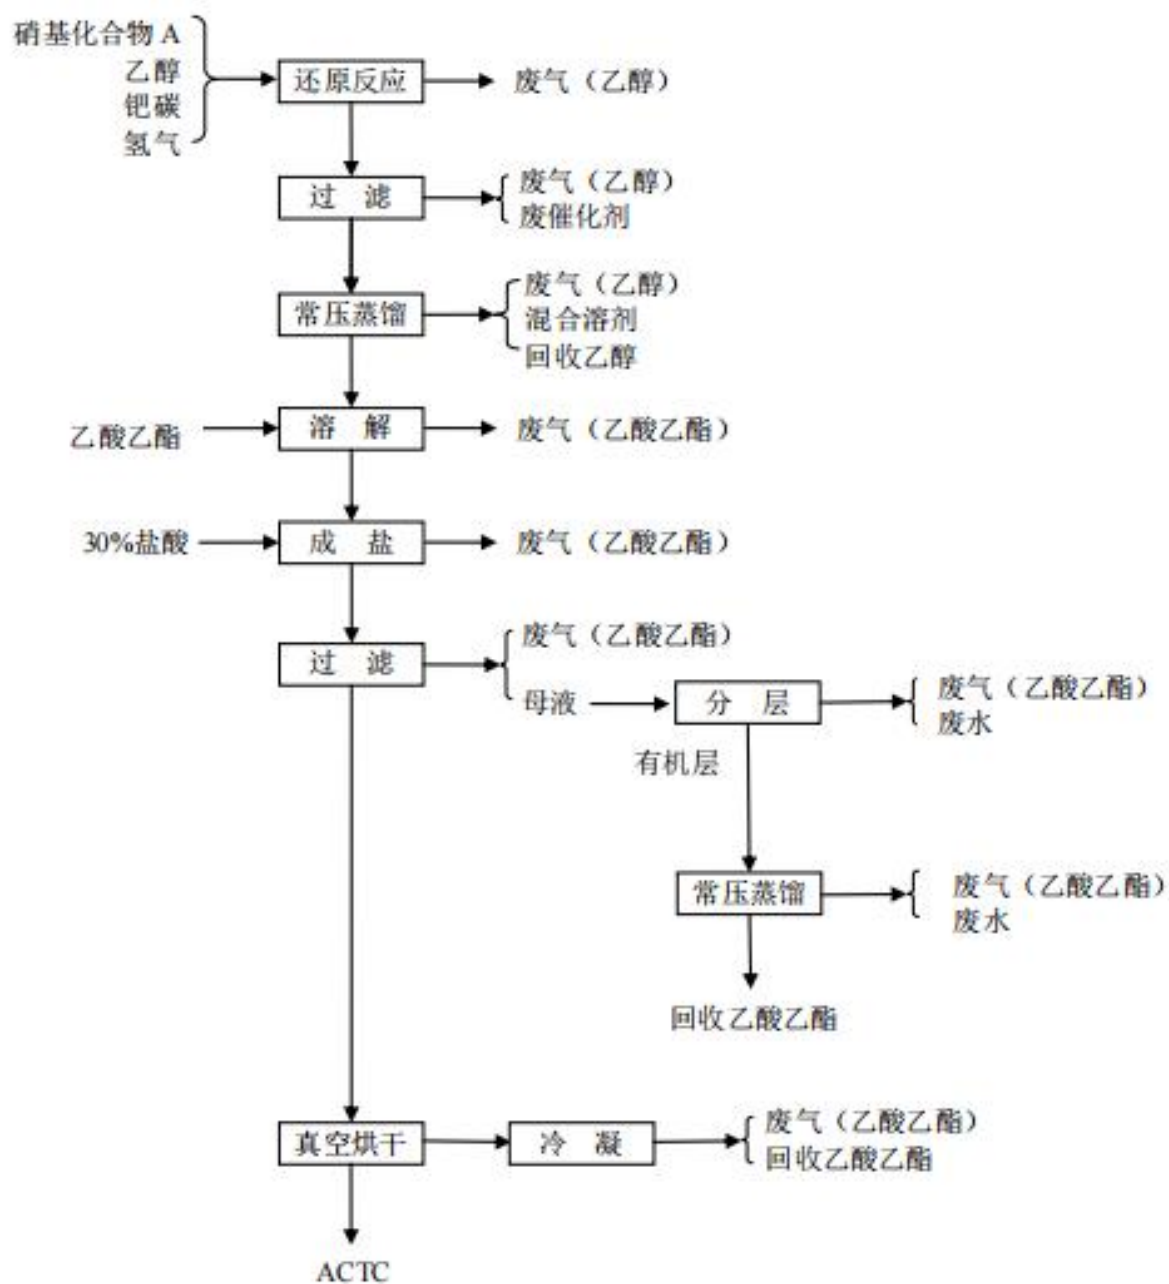 硝基化合物 A
乙醇
钯碳
氢气
还原反应
废气（乙醇）
过 滤
废气（乙醇）
废催化剂
常压蒸馏
废气（乙醇）
混合溶剂
回收乙醇
乙酸乙酯
溶 解
废气（乙酸乙酯）
30%盐酸
成 盐
废气（乙酸乙酯）
过 滤
废气（乙酸乙酯）
母液
分 层
废气（乙酸乙酯）
废水
有机层
常压蒸馏
废气（乙酸乙酯）
废水
回收乙酸乙酯
真空烘干
冷 凝
废气（乙酸乙酯）
回收乙酸乙酯
ACTC